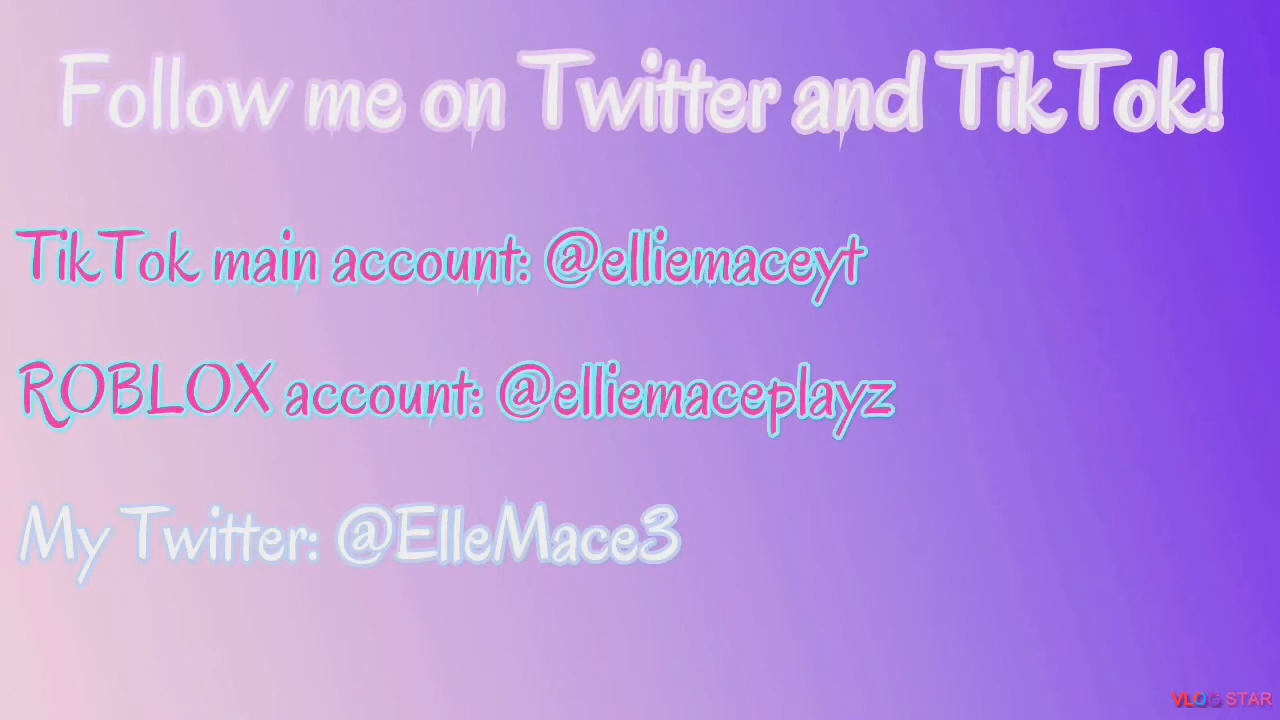 Follow me on Twitter and TikTok!
TikTok main account: @elliemaceyt
ROBLOX account: @elliemaceplayz
My Twitter: @ElleMace3
VLOG STAR